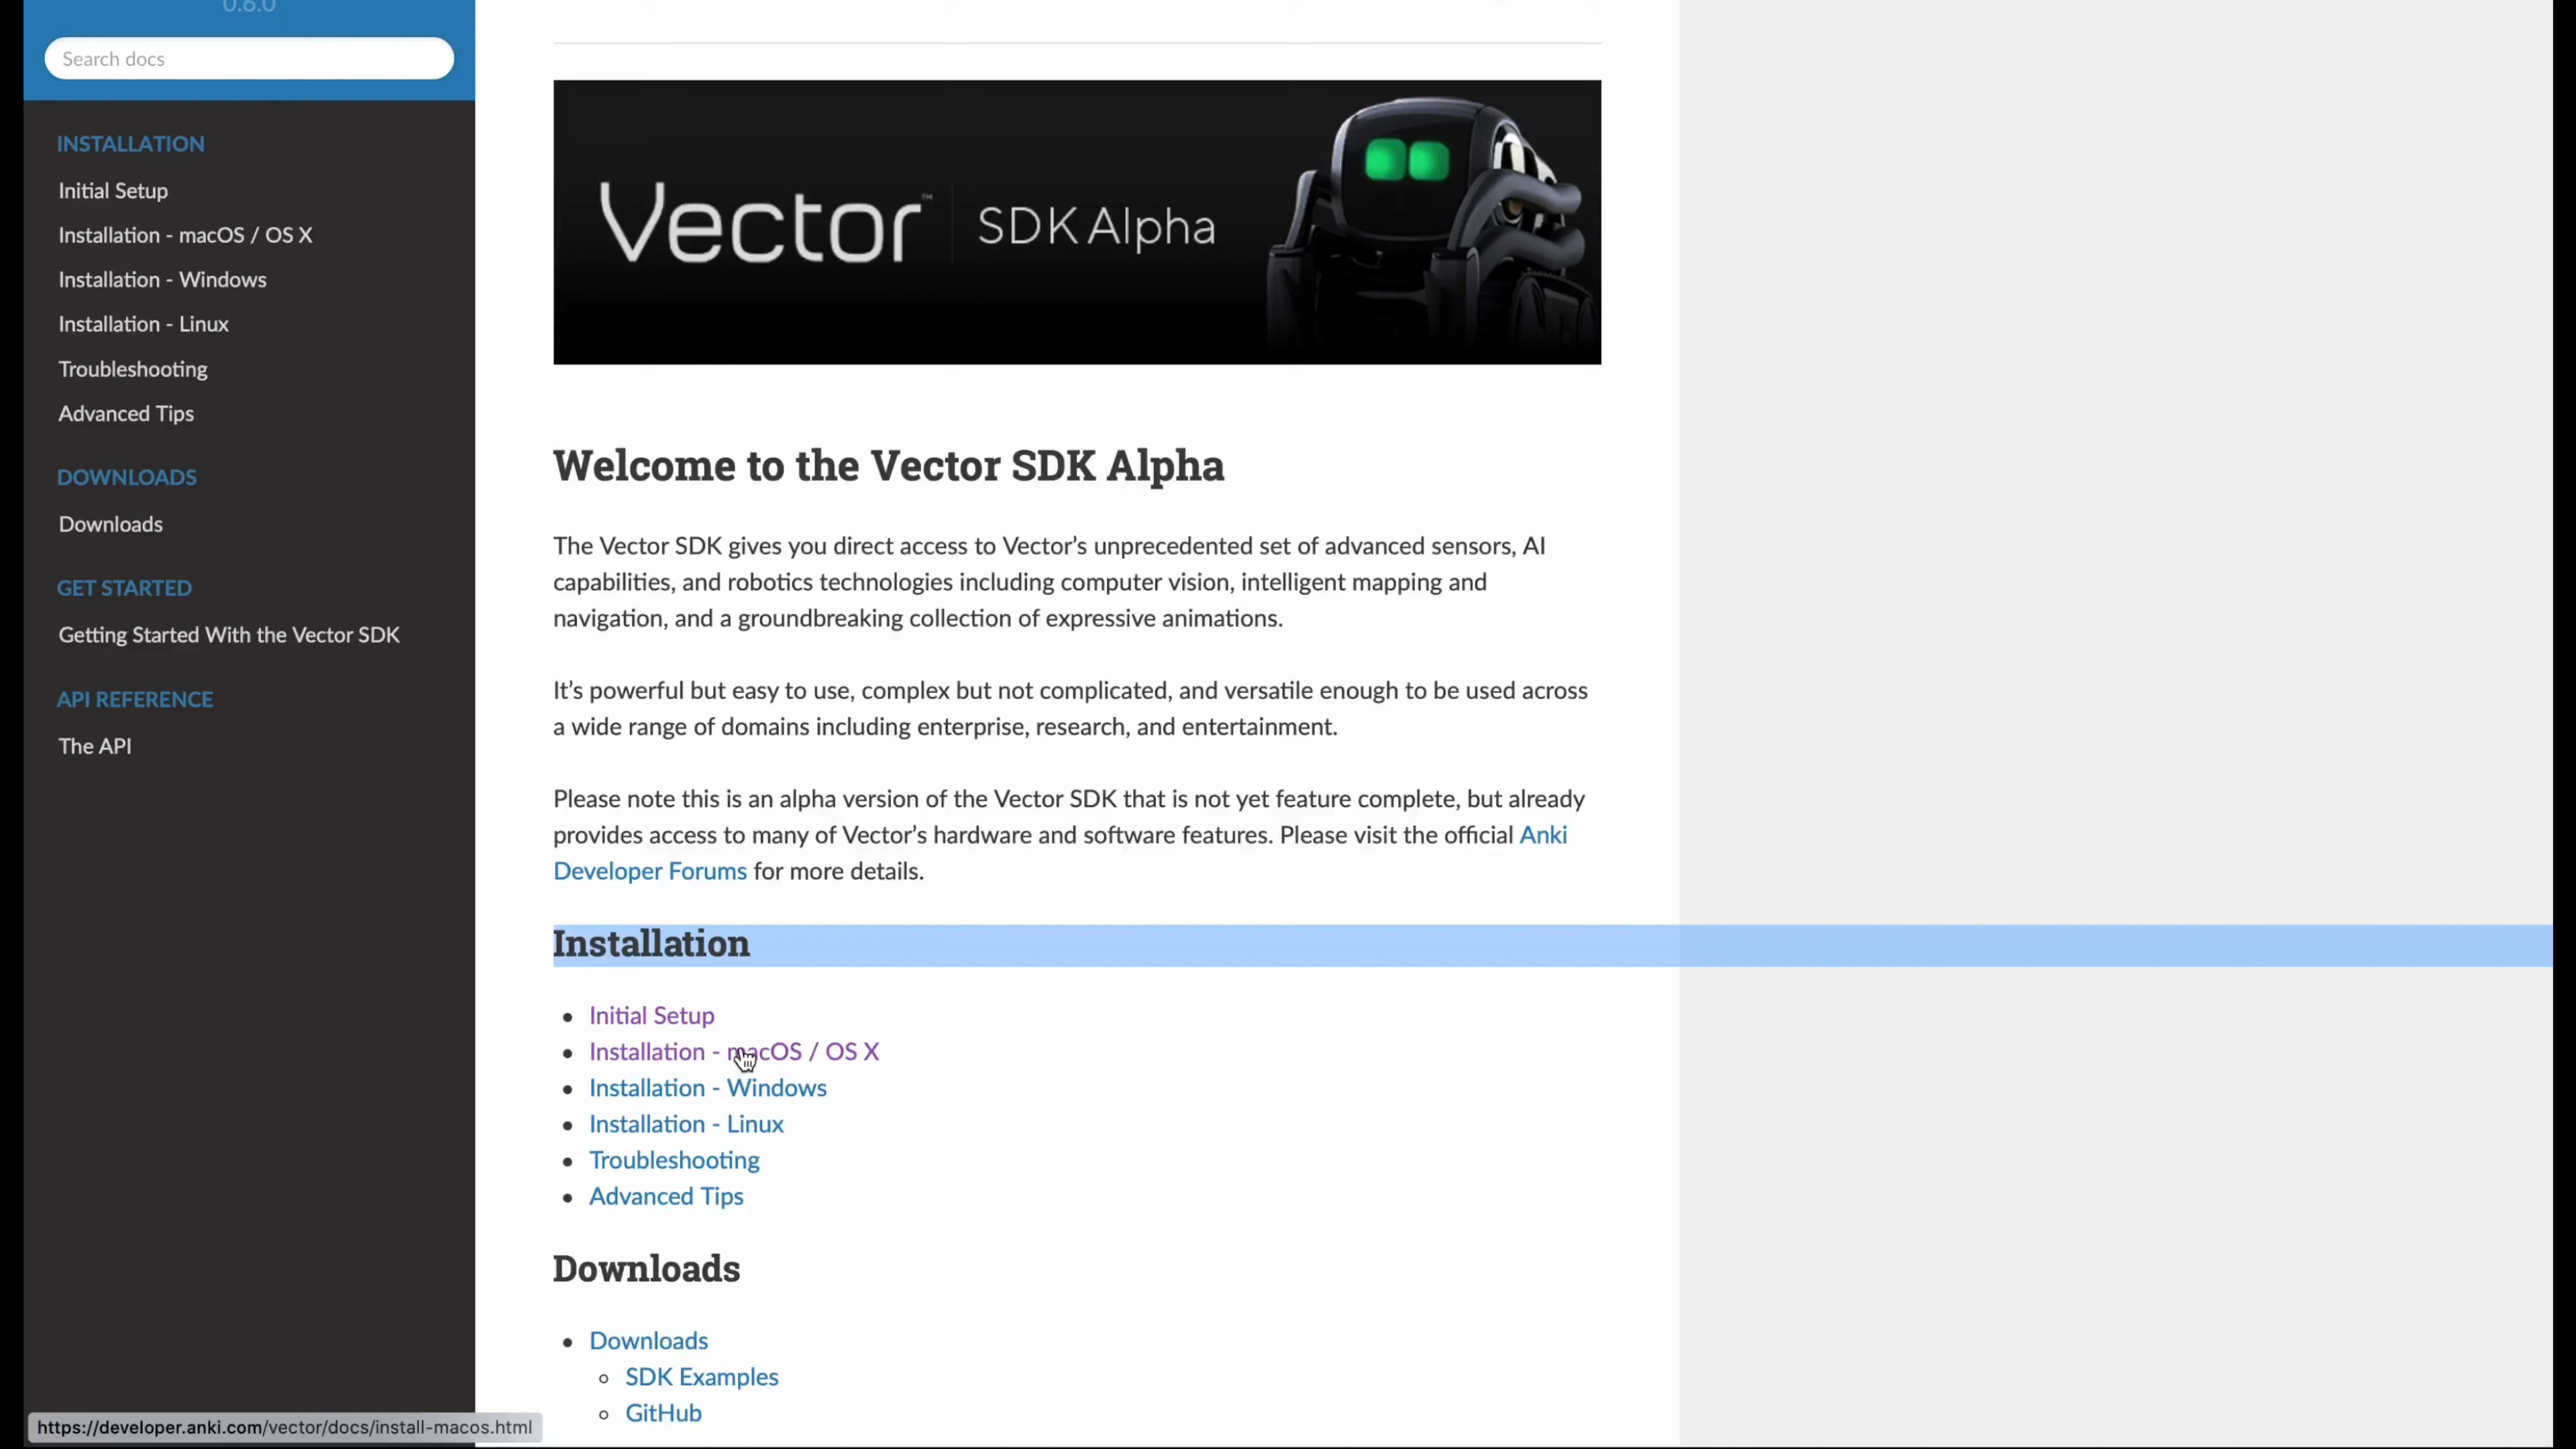 0.6.0
Search docs
INSTALLATION
Initial Setup
Installation - macOS / OS X
Installation - Windows
Installation - Linux
Troubleshooting
Advanced Tips
DOWNLOADS
Downloads
GET STARTED
Getting Started With the Vector SDK
API REFERENCE
The API
Vector™ SDK Alpha
Welcome to the Vector SDK Alpha
The Vector SDK gives you direct access to Vector’s unprecedented set of advanced sensors, AI
capabilities, and robotics technologies including computer vision, intelligent mapping and
navigation, and a groundbreaking collection of expressive animations.
It’s powerful but easy to use, complex but not complicated, and versatile enough to be used across
a wide range of domains including enterprise, research, and entertainment.
Please note this is an alpha version of the Vector SDK that is not yet feature complete, but already
provides access to many of Vector’s hardware and software features. Please visit the official Anki
Developer Forums for more details.
Installation
Initial Setup
Installation - macOS / OS X
Installation - Windows
Installation - Linux
Troubleshooting
Advanced Tips
Downloads
Downloads
SDK Examples
GitHub
https://developer.anki.com/vector/docs/install-macos.html